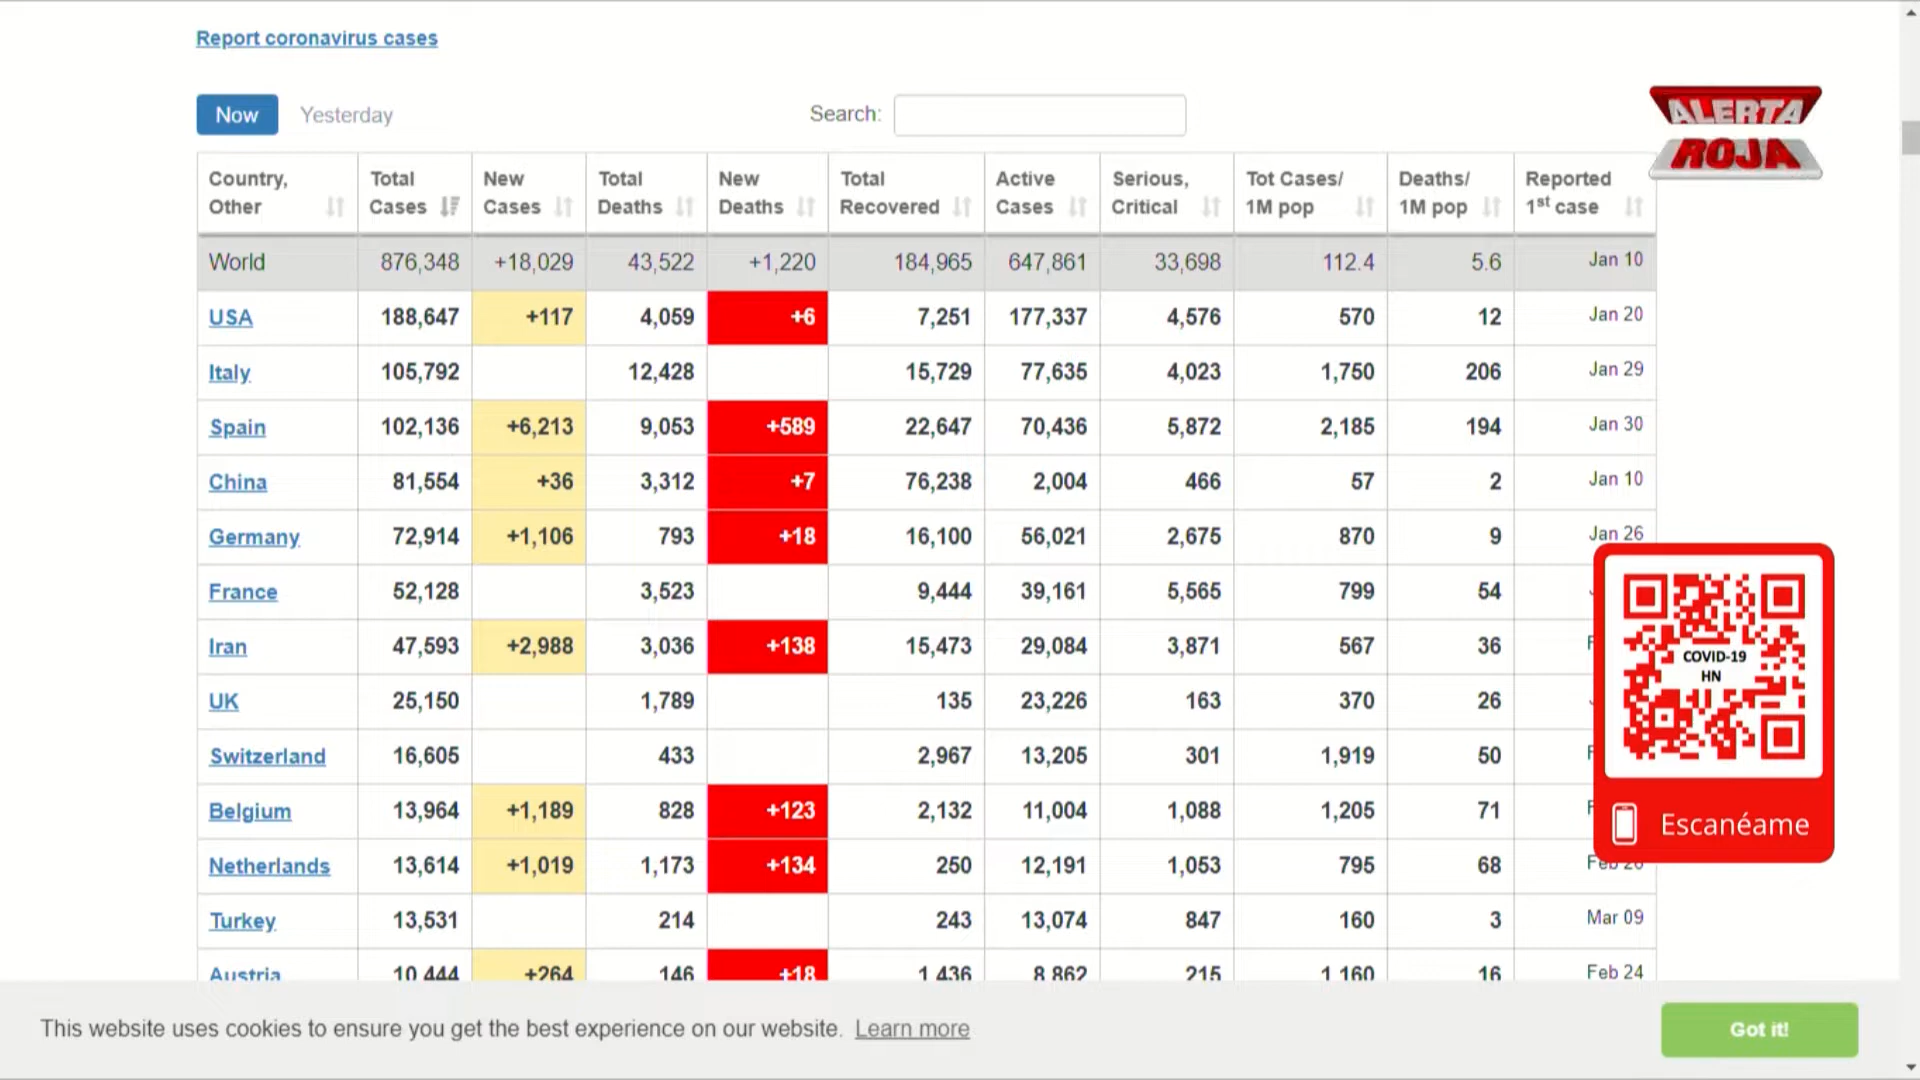 Report coronavirus cases
Now Yesterday Search:
ALERTA
ROJA
Country, Other Total Cases New Cases Total Deaths New Deaths Total Recovered Active Cases Serious, Critical Tot Cases/ 1M pop Deaths/ 1M pop Reported 1st case
World 876,348 +18,029 43,522 +1,220 184,965 647,861 33,698 112.4 5.6 Jan 10
USA 188,647 +117 4,059 +6 7,251 177,337 4,576 570 12 Jan 20
Italy 105,792 12,428 15,729 77,635 4,023 1,750 206 Jan 29
Spain 102,136 +6,213 9,053 +589 22,647 70,436 5,872 2,185 194 Jan 30
China 81,554 +36 3,312 +7 76,238 2,004 466 57 2 Jan 10
Germany 72,914 +1,106 793 +18 16,100 56,021 2,675 870 9 Jan 26
France 52,128 3,523 9,444 39,161 5,565 799 54
Iran 47,593 +2,988 3,036 +138 15,473 29,084 3,871 567 36
UK 25,150 1,789 135 23,226 163 370 26
Switzerland 16,605 433 2,967 13,205 301 1,919 50
Belgium 13,964 +1,189 828 +123 2,132 11,004 1,088 1,205 71
Netherlands 13,614 +1,019 1,173 +134 250 12,191 1,053 795 68
Turkey 13,531 214 243 13,074 847 160 3 Mar 09
Austria 10,444 +264 146 +18 1,436 8,862 215 1,160 16 Feb 24
COVID-19
HN
Escanéame
This website uses cookies to ensure you get the best experience on our website. Learn more
Got it!